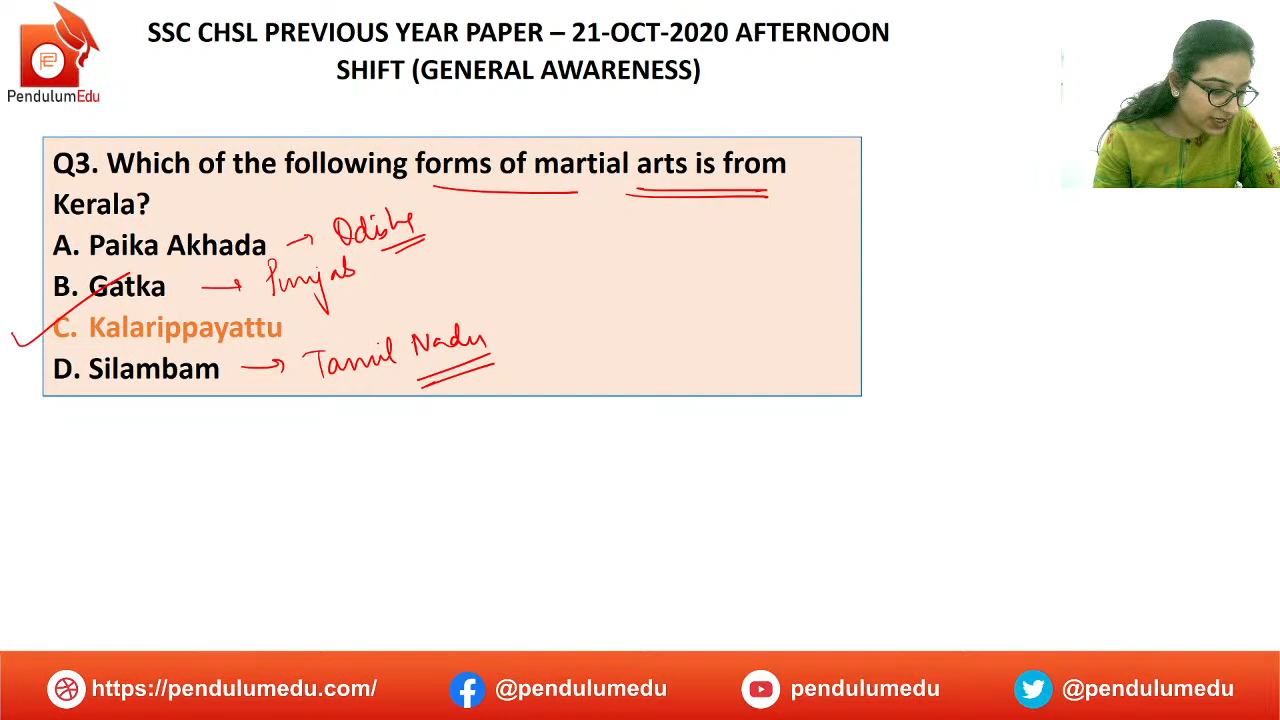 SSC CHSL PREVIOUS YEAR PAPER – 21-OCT-2020 AFTERNOON
SHIFT (GENERAL AWARENESS)
PE
PendulumEdu
Q3. Which of the following forms of martial arts is from
Kerala?
A. Paika Akhada → Odisha
B. Gatka → Punjab
C. Kalarippayattu
D. Silambam → Tamil Nadu
https://pendulumedu.com/ @pendulumedu pendulumedu @pendulumedu